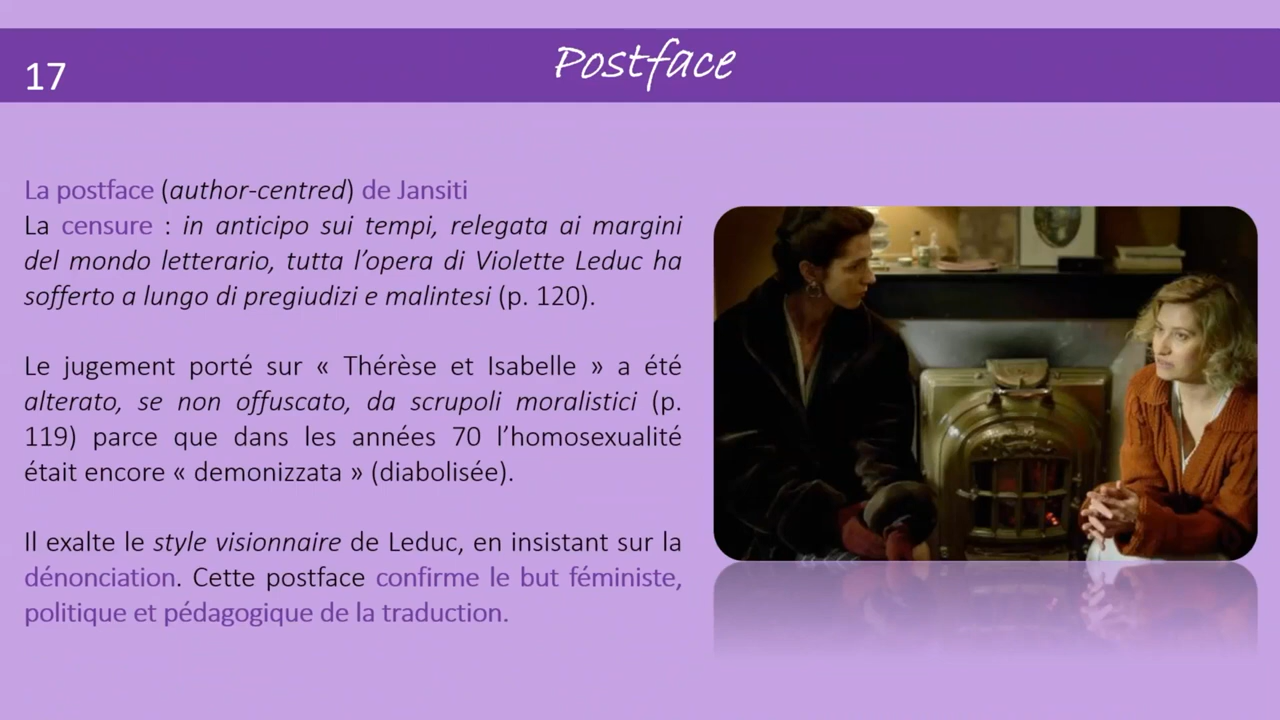 17
Postface
La postface (author-centred) de Jansiti
La censure : in anticipo sui tempi, relegata ai margini
del mondo letterario, tutta l’opera di Violette Leduc ha
sofferto a lungo di pregiudizi e malintesi (p. 120).
Le jugement porté sur « Thérèse et Isabelle » a été
alterato, se non offuscato, da scrupoli moralistici (p.
119) parce que dans les années 70 l’homosexualité
était encore « demonizzata » (diabolisée).
Il exalte le style visionnaire de Leduc, en insistant sur la
dénonciation. Cette postface confirme le but féministe,
politique et pédagogique de la traduction.